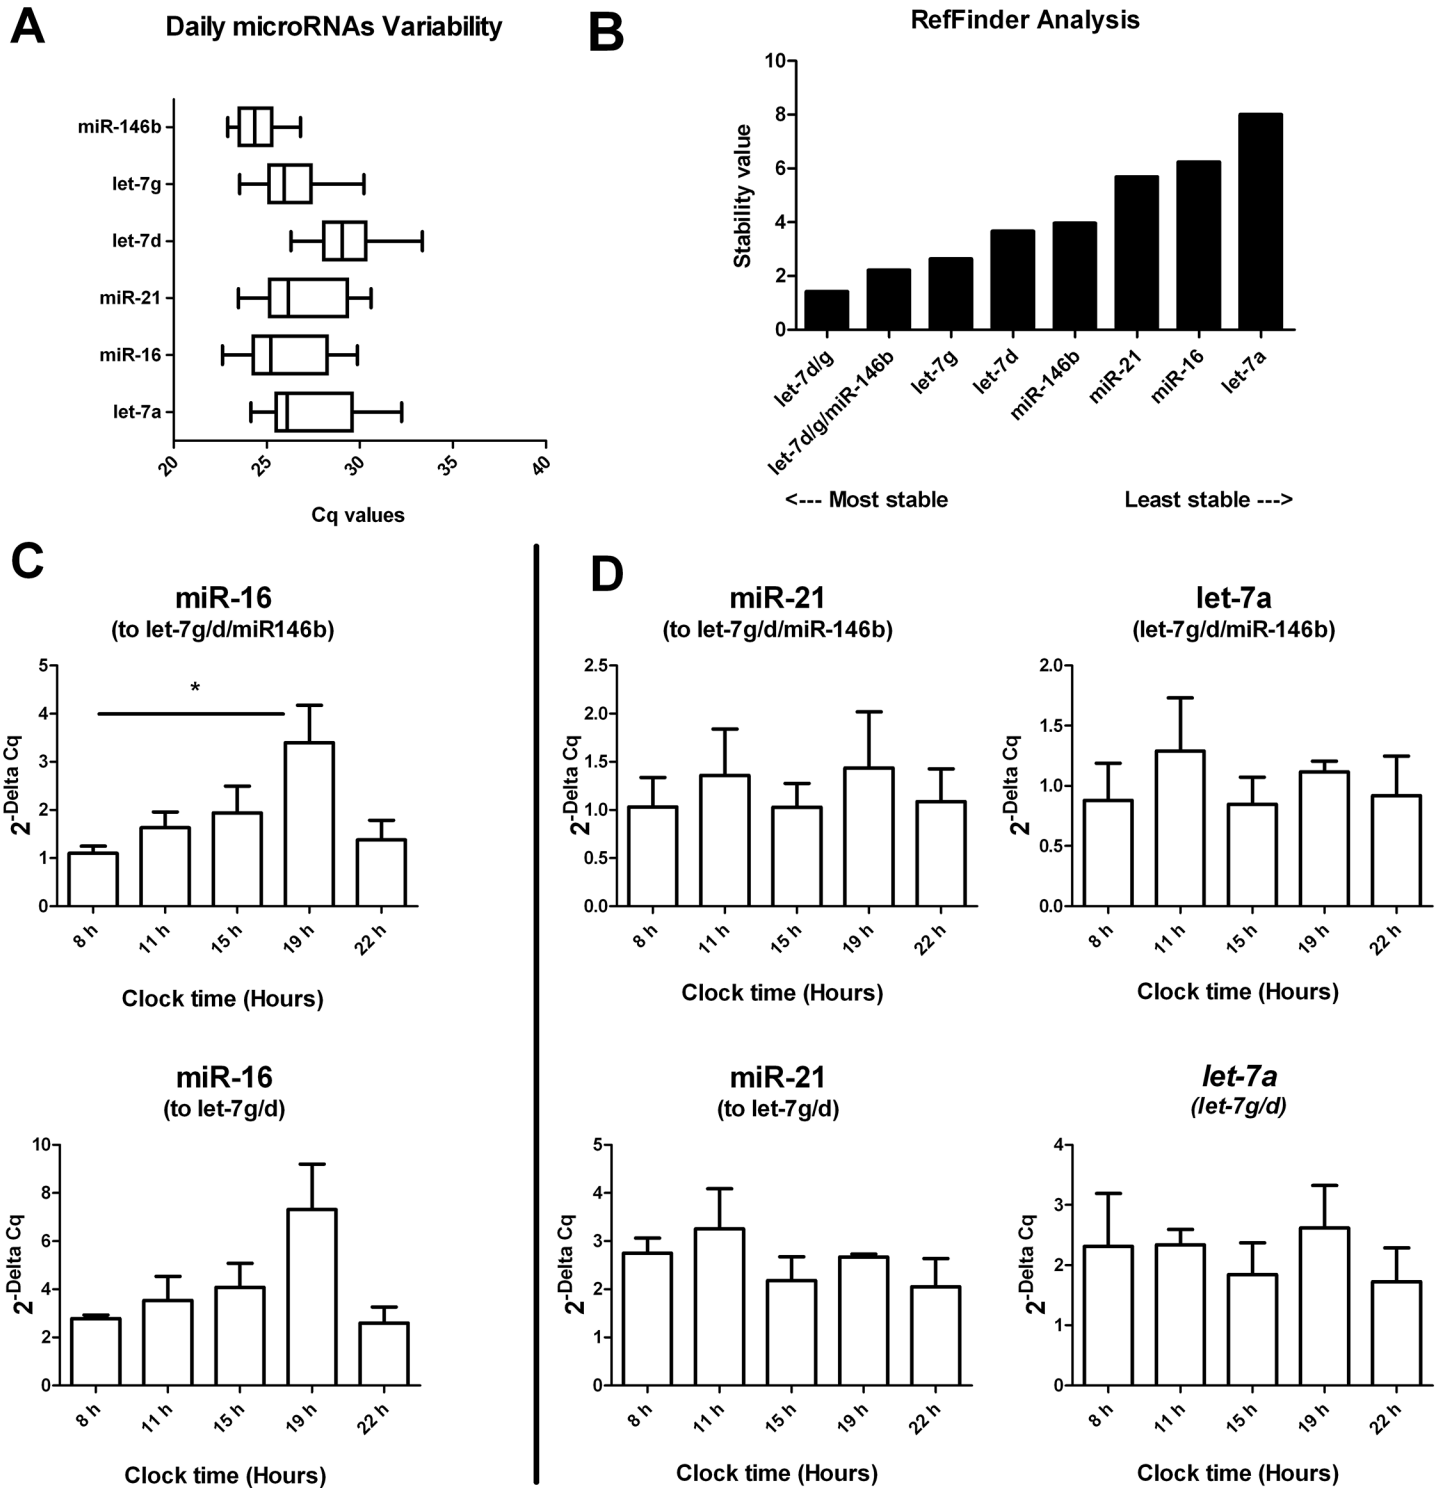 A
Daily microRNAs Variability
miR-146b
let-7g
let-7d
miR-21
miR-16
let-7a
20
25
30
35
40
Cq values
B
RefFinder Analysis
Stability value
10
8
6
4
2
0
let-7d/g
let-7d/g/miR-146b
let-7g
let-7d
miR-146b
miR-21
miR-16
let-7a
<--- Most stable
Least stable --->
C
miR-16
(to let-7g/d/miR146b)
2-Delta Cq
5
4
3
2
1
0
*
8 h
11 h
15 h
19 h
22 h
Clock time (Hours)
miR-16
(to let-7g/d)
2-Delta Cq
10
8
6
4
2
0
8 h
11 h
15 h
19 h
22 h
Clock time (Hours)
D
miR-21
(to let-7g/d/miR-146b)
2-Delta Cq
2.5
2.0
1.5
1.0
0.5
0.0
8 h
11 h
15 h
19 h
22 h
Clock time (Hours)
let-7a
(let-7g/d/miR-146b)
2-Delta Cq
2.0
1.5
1.0
0.5
0.0
8 h
11 h
15 h
19 h
22 h
Clock time (Hours)
miR-21
(to let-7g/d)
2-Delta Cq
5
4
3
2
1
0
8 h
11 h
15 h
19 h
22 h
Clock time (Hours)
let-7a
(let-7g/d)
2-Delta Cq
4
3
2
1
0
8 h
11 h
15 h
19 h
22 h
Clock time (Hours)